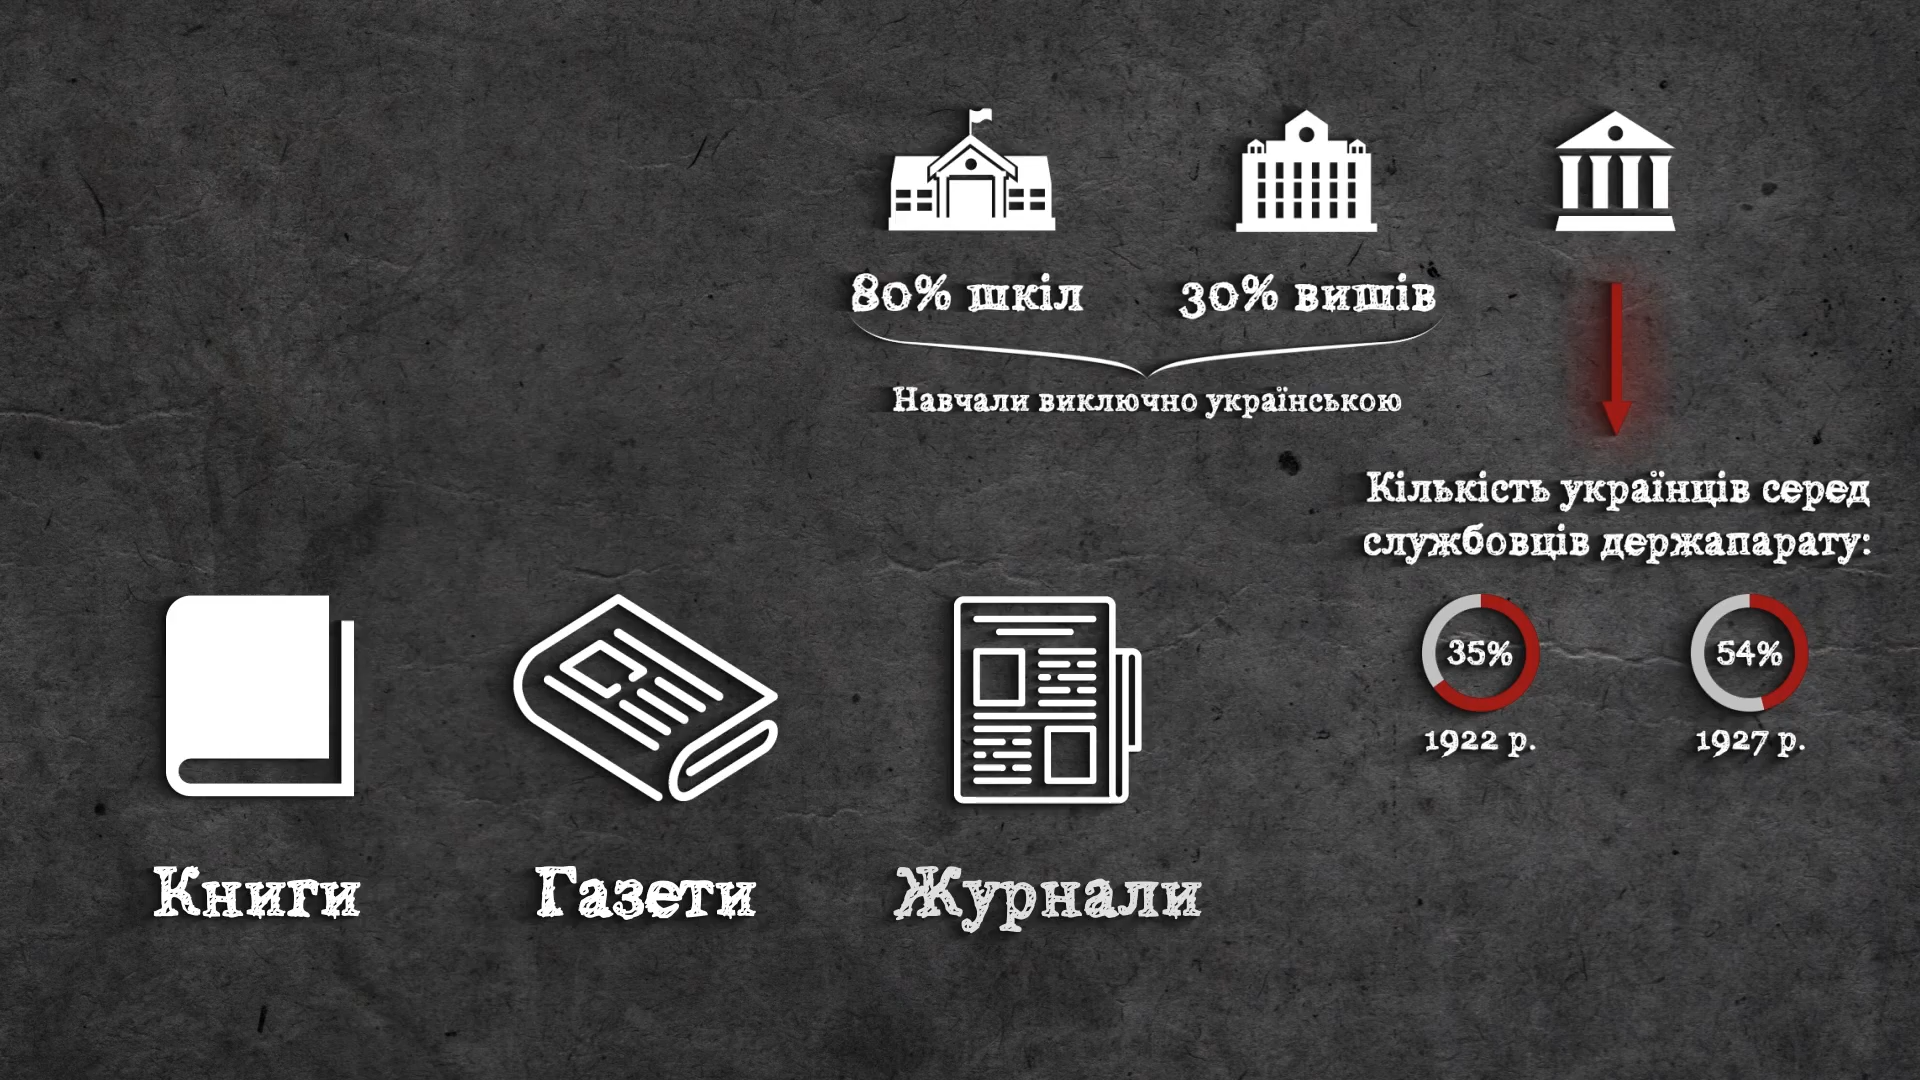 80% шкіл
30% вишів
Навчали виключно українською
Кількість українців серед
службовців держапарату:
35%
54%
1922 р.
1927 р.
Книги
Газети
Журнали